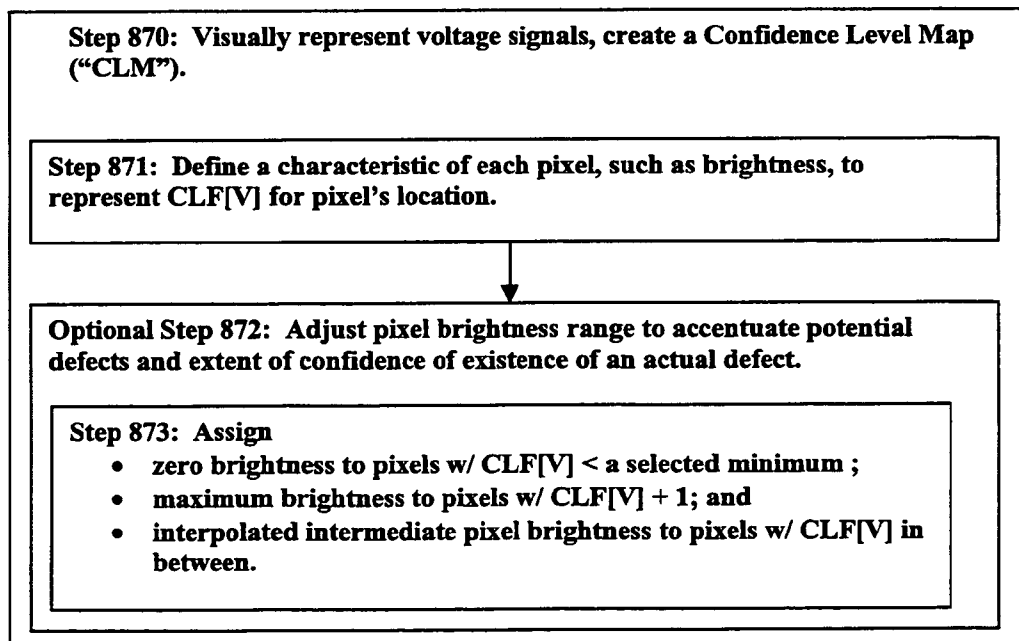 Step 870: Visually represent voltage signals, create a Confidence Level Map
(“CLM”).
Step 871: Define a characteristic of each pixel, such as brightness, to
represent CLF[V] for pixel’s location.
Optional Step 872: Adjust pixel brightness range to accentuate potential
defects and extent of confidence of existence of an actual defect.
Step 873: Assign
• zero brightness to pixels w/ CLF[V] < a selected minimum ;
• maximum brightness to pixels w/ CLF[V] + 1; and
• interpolated intermediate pixel brightness to pixels w/ CLF[V] in
between.